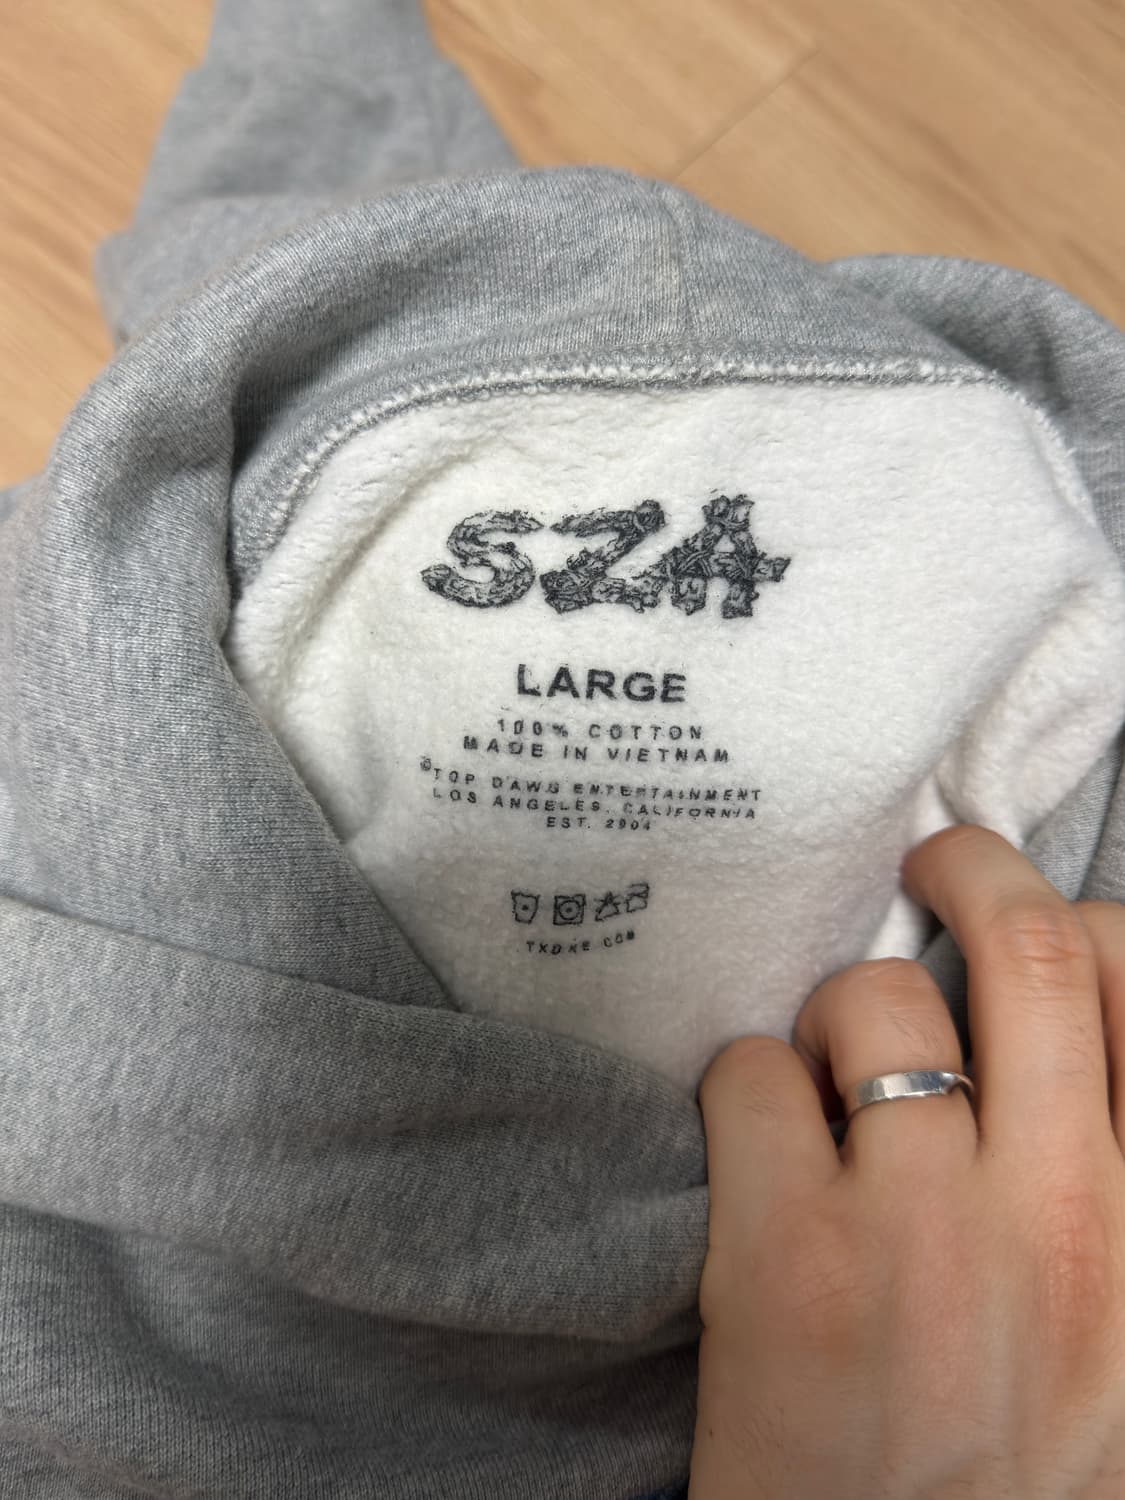 SZA
LARGE
100% COTTON
MADE IN VIETNAM
©TOP DAWG ENTERTAINMENT
LOS ANGELES, CALIFORNIA
EST. 2004
TXDXE.COM